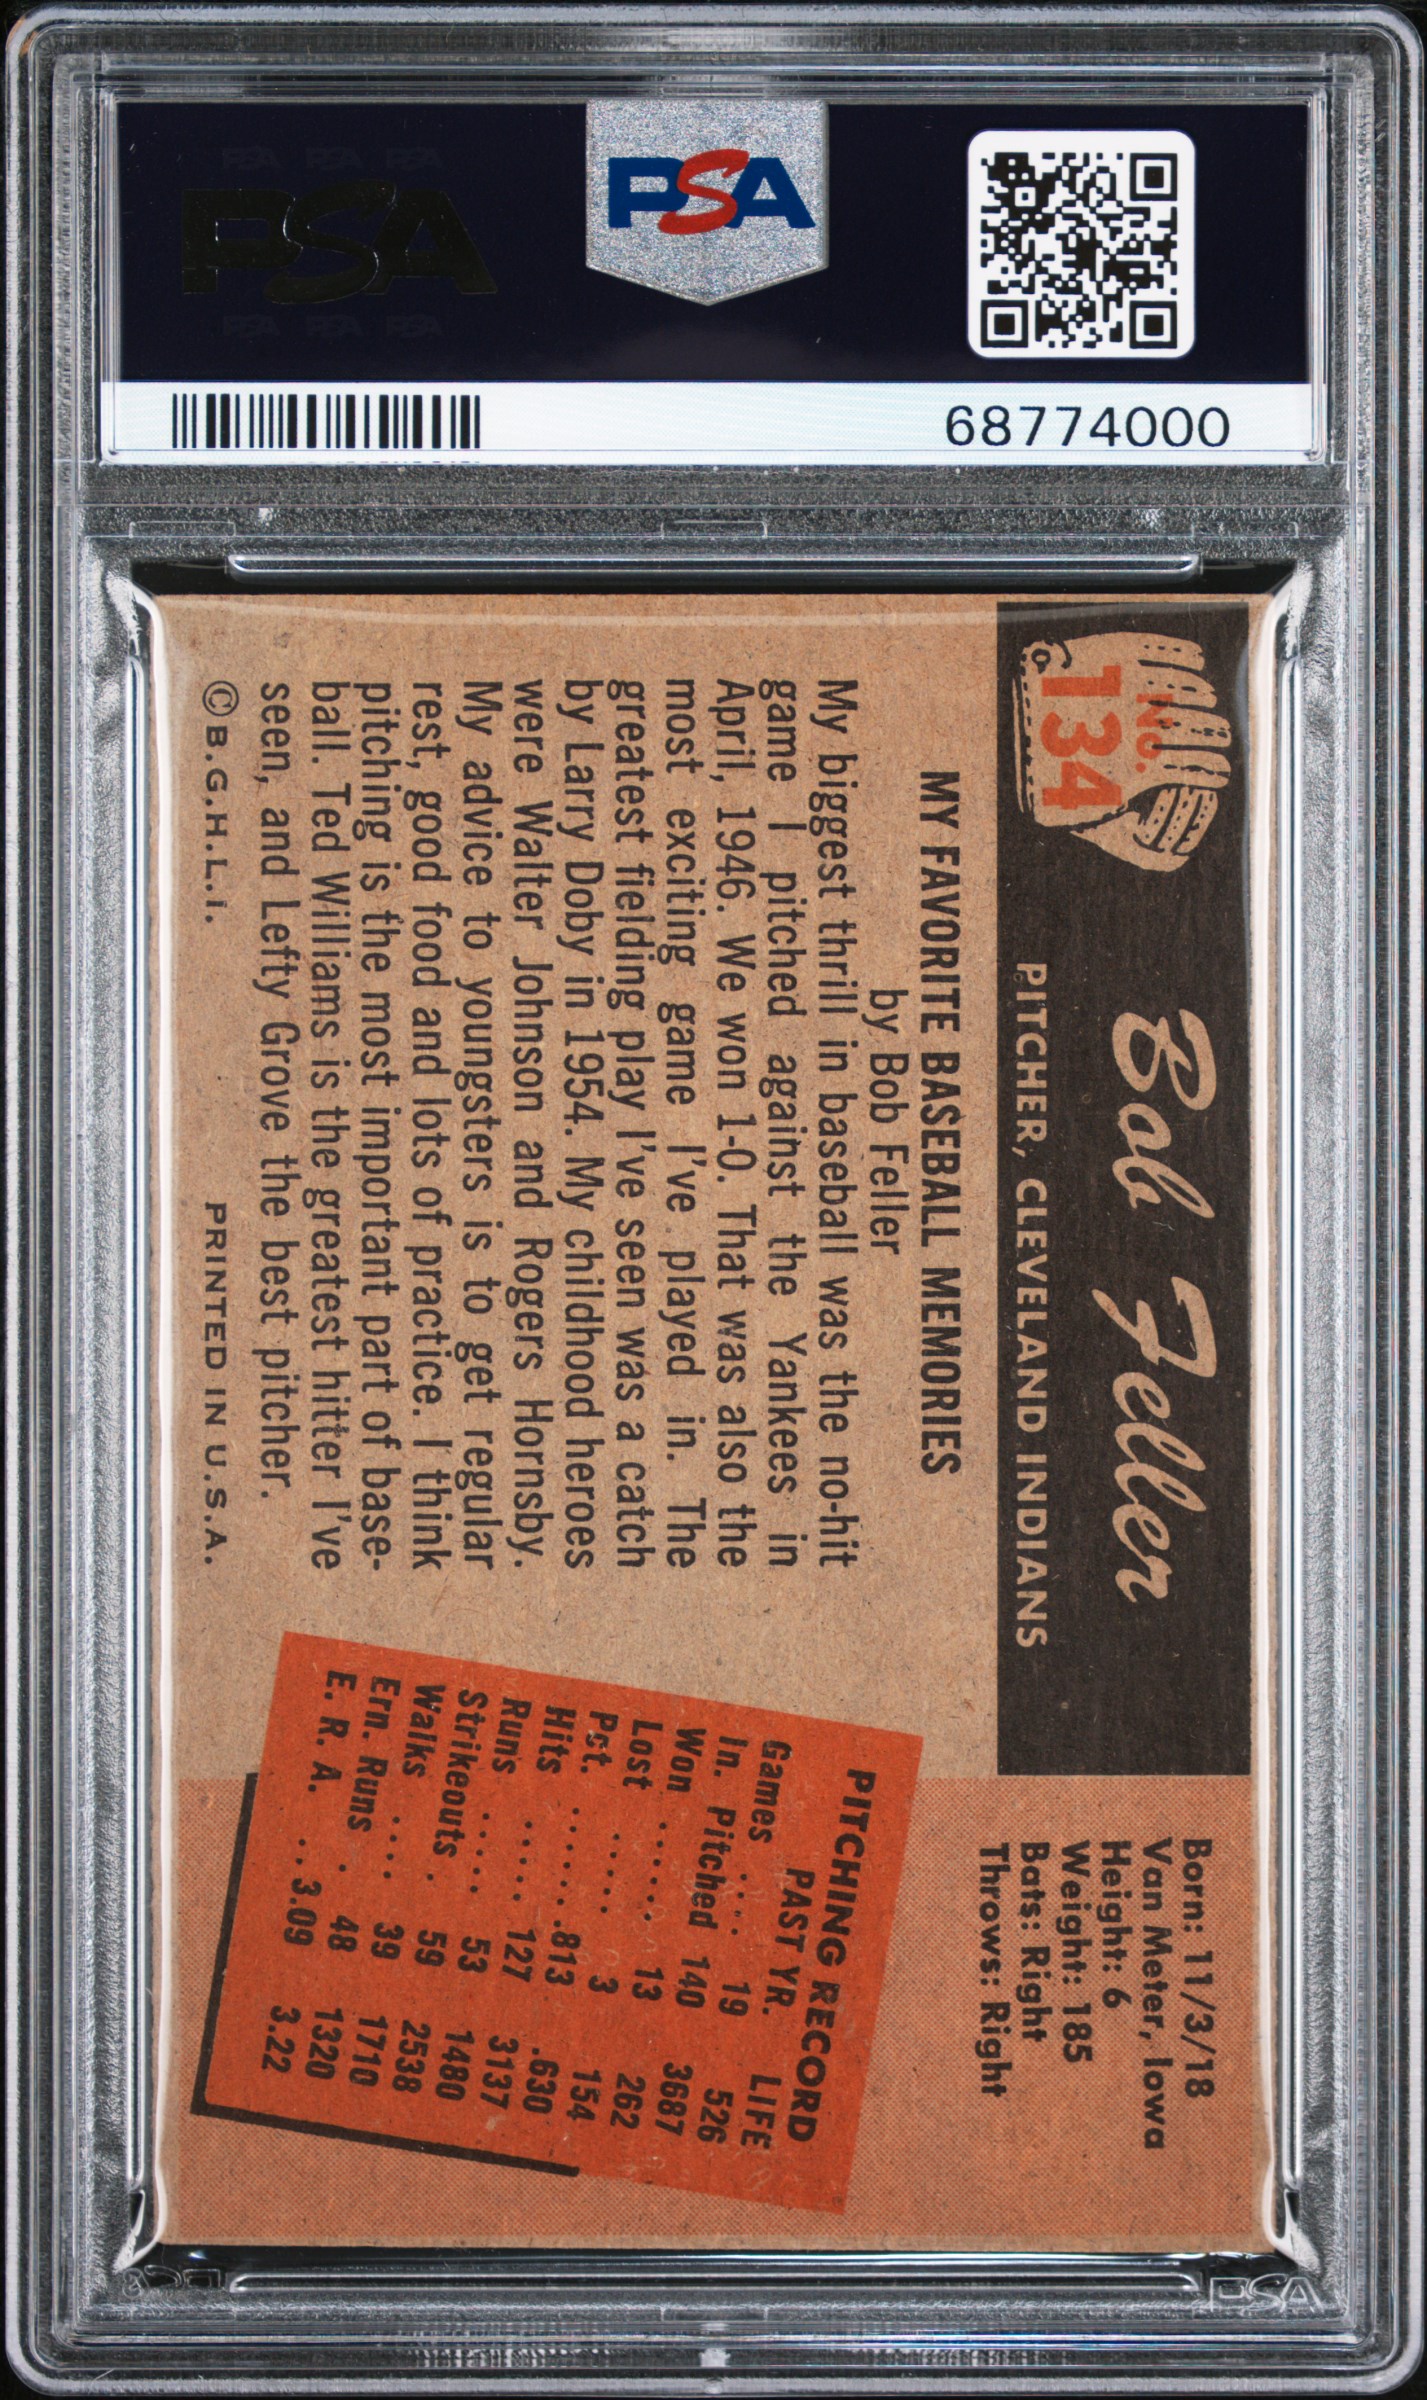 PSA PSA PSA
PSA
PSA PSA PSA
PSA
68774000
No.
134
Bob Feller
PITCHER, CLEVELAND INDIANS
Born: 11/3/18
Van Meter, Iowa
Height: 6
Weight: 185
Bats: Right
Throws: Right
MY FAVORITE BASEBALL MEMORIES
by Bob Feller
My biggest thrill in baseball was the no-hit
game I pitched against the Yankees in
April, 1946. We won 1-0. That was also the
most exciting game I've played in. The
greatest fielding play I've seen was a catch
by Larry Doby in 1954. My childhood heroes
were Walter Johnson and Rogers Hornsby.
My advice to youngsters is to get regular
rest, good food and lots of practice. I think
pitching is the most important part of base-
ball. Ted Williams is the greatest hitter I've
seen, and Lefty Grove the best pitcher.
© B.G.H.L.I. PRINTED IN U.S.A.
PITCHING RECORD
PAST YR. LIFE
Games .... 19 526
In. Pitched 140 3687
Won ...... 13 262
Lost ..... 3 154
Pct. ...... .813 .630
Hits ..... 127 3137
Runs ..... 53 1480
Strikeouts . 59 2538
Walks .... 39 1710
Ern. Runs . 48 1320
E. R. A. ... 3.09 3.22
PSA